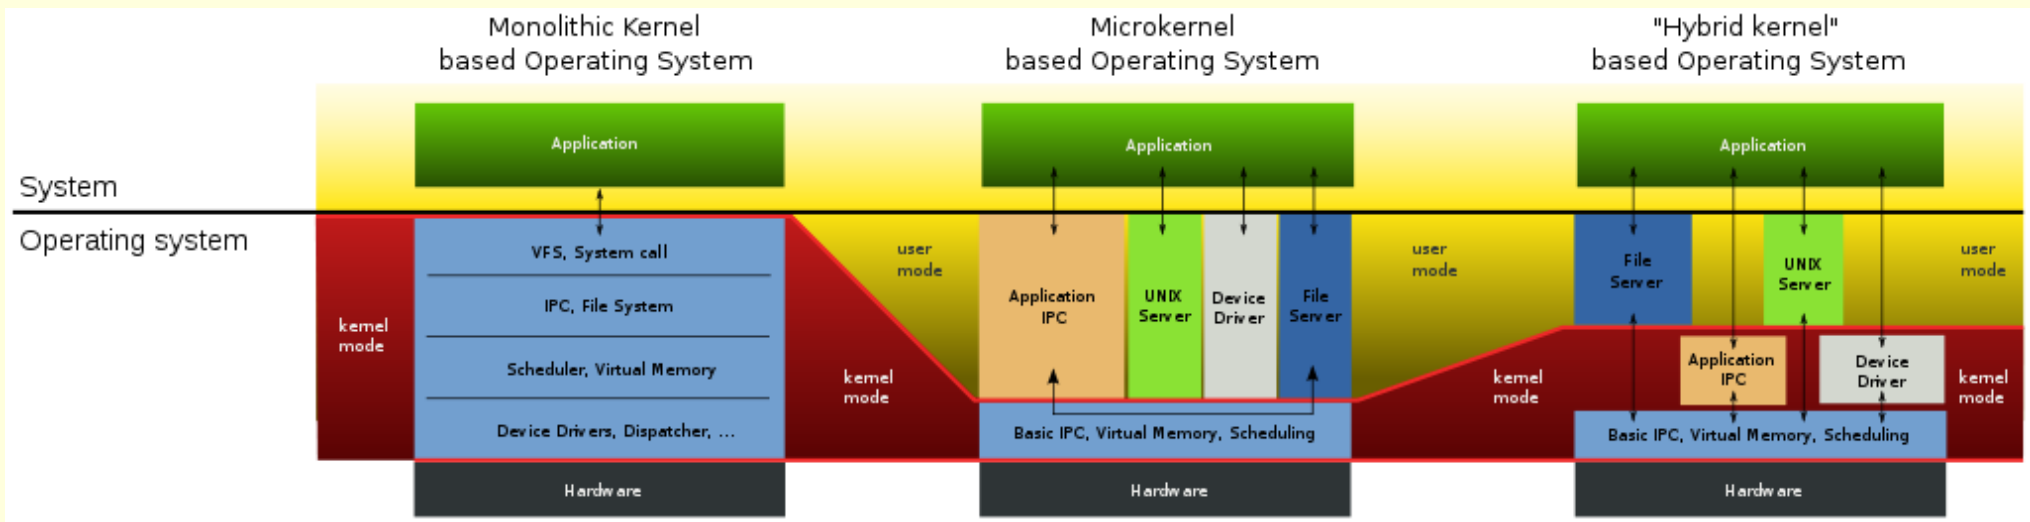 Monolithic Kernel
based Operating System
Microkernel
based Operating System
"Hybrid kernel"
based Operating System
System
Operating system
Application
VFS, System call
IPC, File System
Scheduler, Virtual Memory
Device Drivers, Dispatcher, ...
Hardware
kernel
mode
kernel
mode
user
mode
Application
Application
IPC
UNIX
Server
Device
Driver
File
Server
Basic IPC, Virtual Memory, Scheduling
Hardware
user
mode
kernel
mode
Application
File
Server
UNIX
Server
Application
IPC
Device
Driver
Basic IPC, Virtual Memory, Scheduling
Hardware
user
mode
kernel
mode